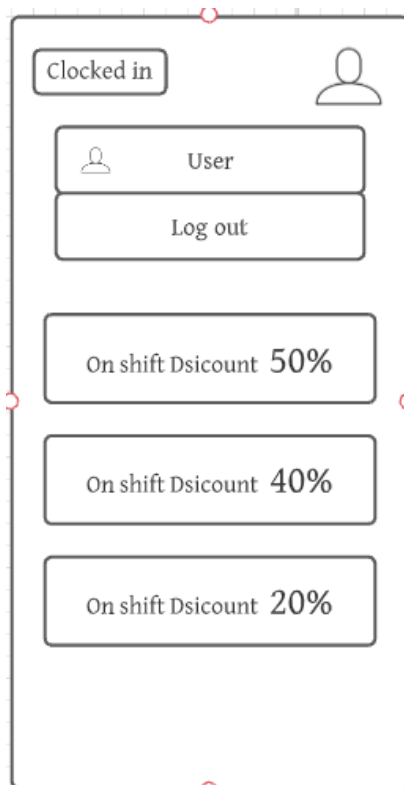 Clocked in
User
Log out
On shift Dsicount 50%
On shift Dsicount 40%
On shift Dsicount 20%